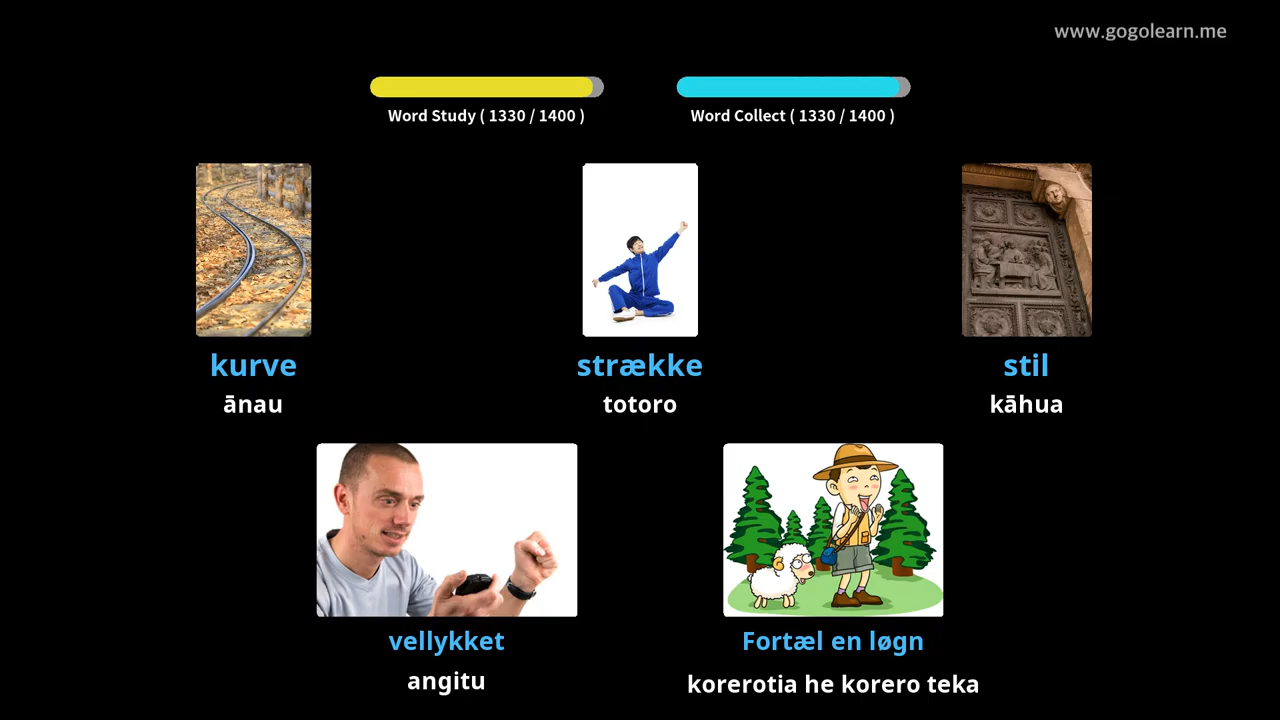 www.gogolearn.me
Word Study ( 1330 / 1400 )
Word Collect ( 1330 / 1400 )
kurve
strække
stil
ānau
totoro
kāhua
vellykket
Fortæl en løgn
angitu
korerotia he korero teka